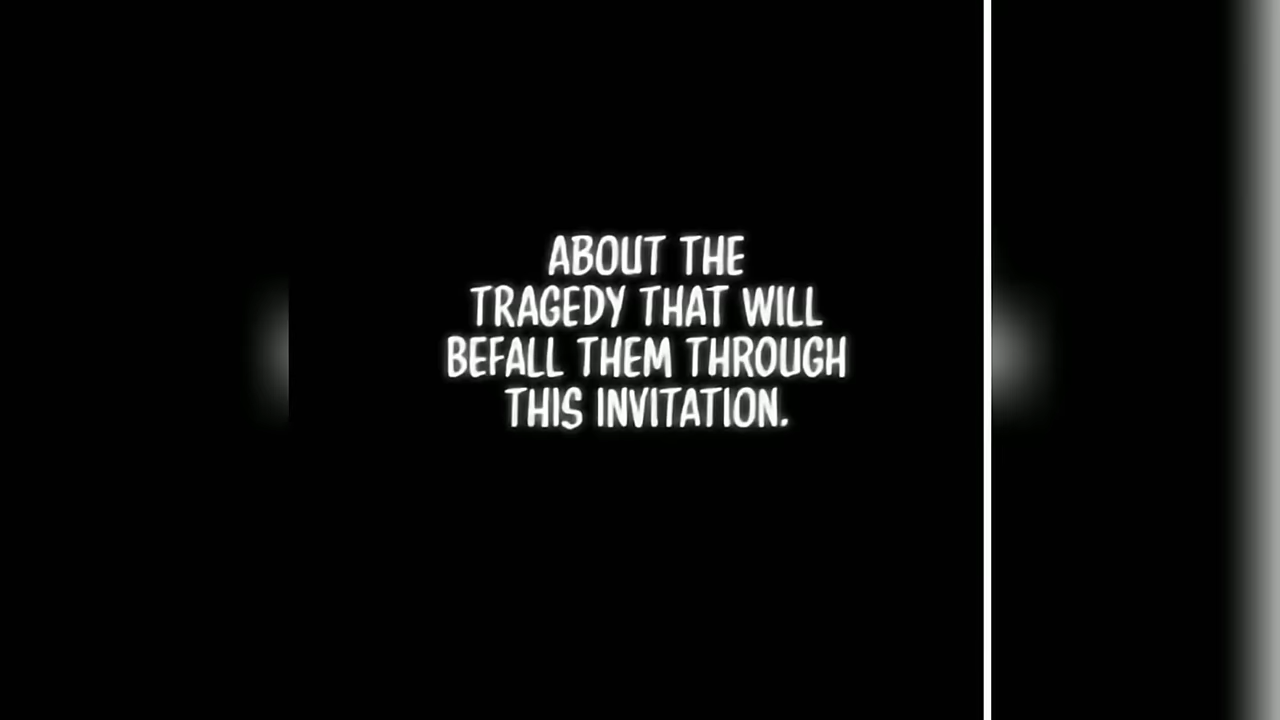 ABOUT THE
TRAGEDY THAT WILL
BEFALL THEM THROUGH
THIS INVITATION.